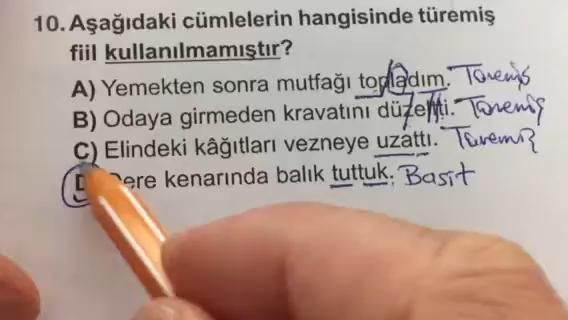 10. Aşağıdaki cümlelerin hangisinde türemiş
fiil kullanılmamıştır?
A) Yemekten sonra mutfağı topladım. Türemiş
B) Odaya girmeden kravatını düzeltti. Türemiş
C) Elindeki kâğıtları vezneye uzattı. Türemiş
D) Dere kenarında balık tuttuk. Basit